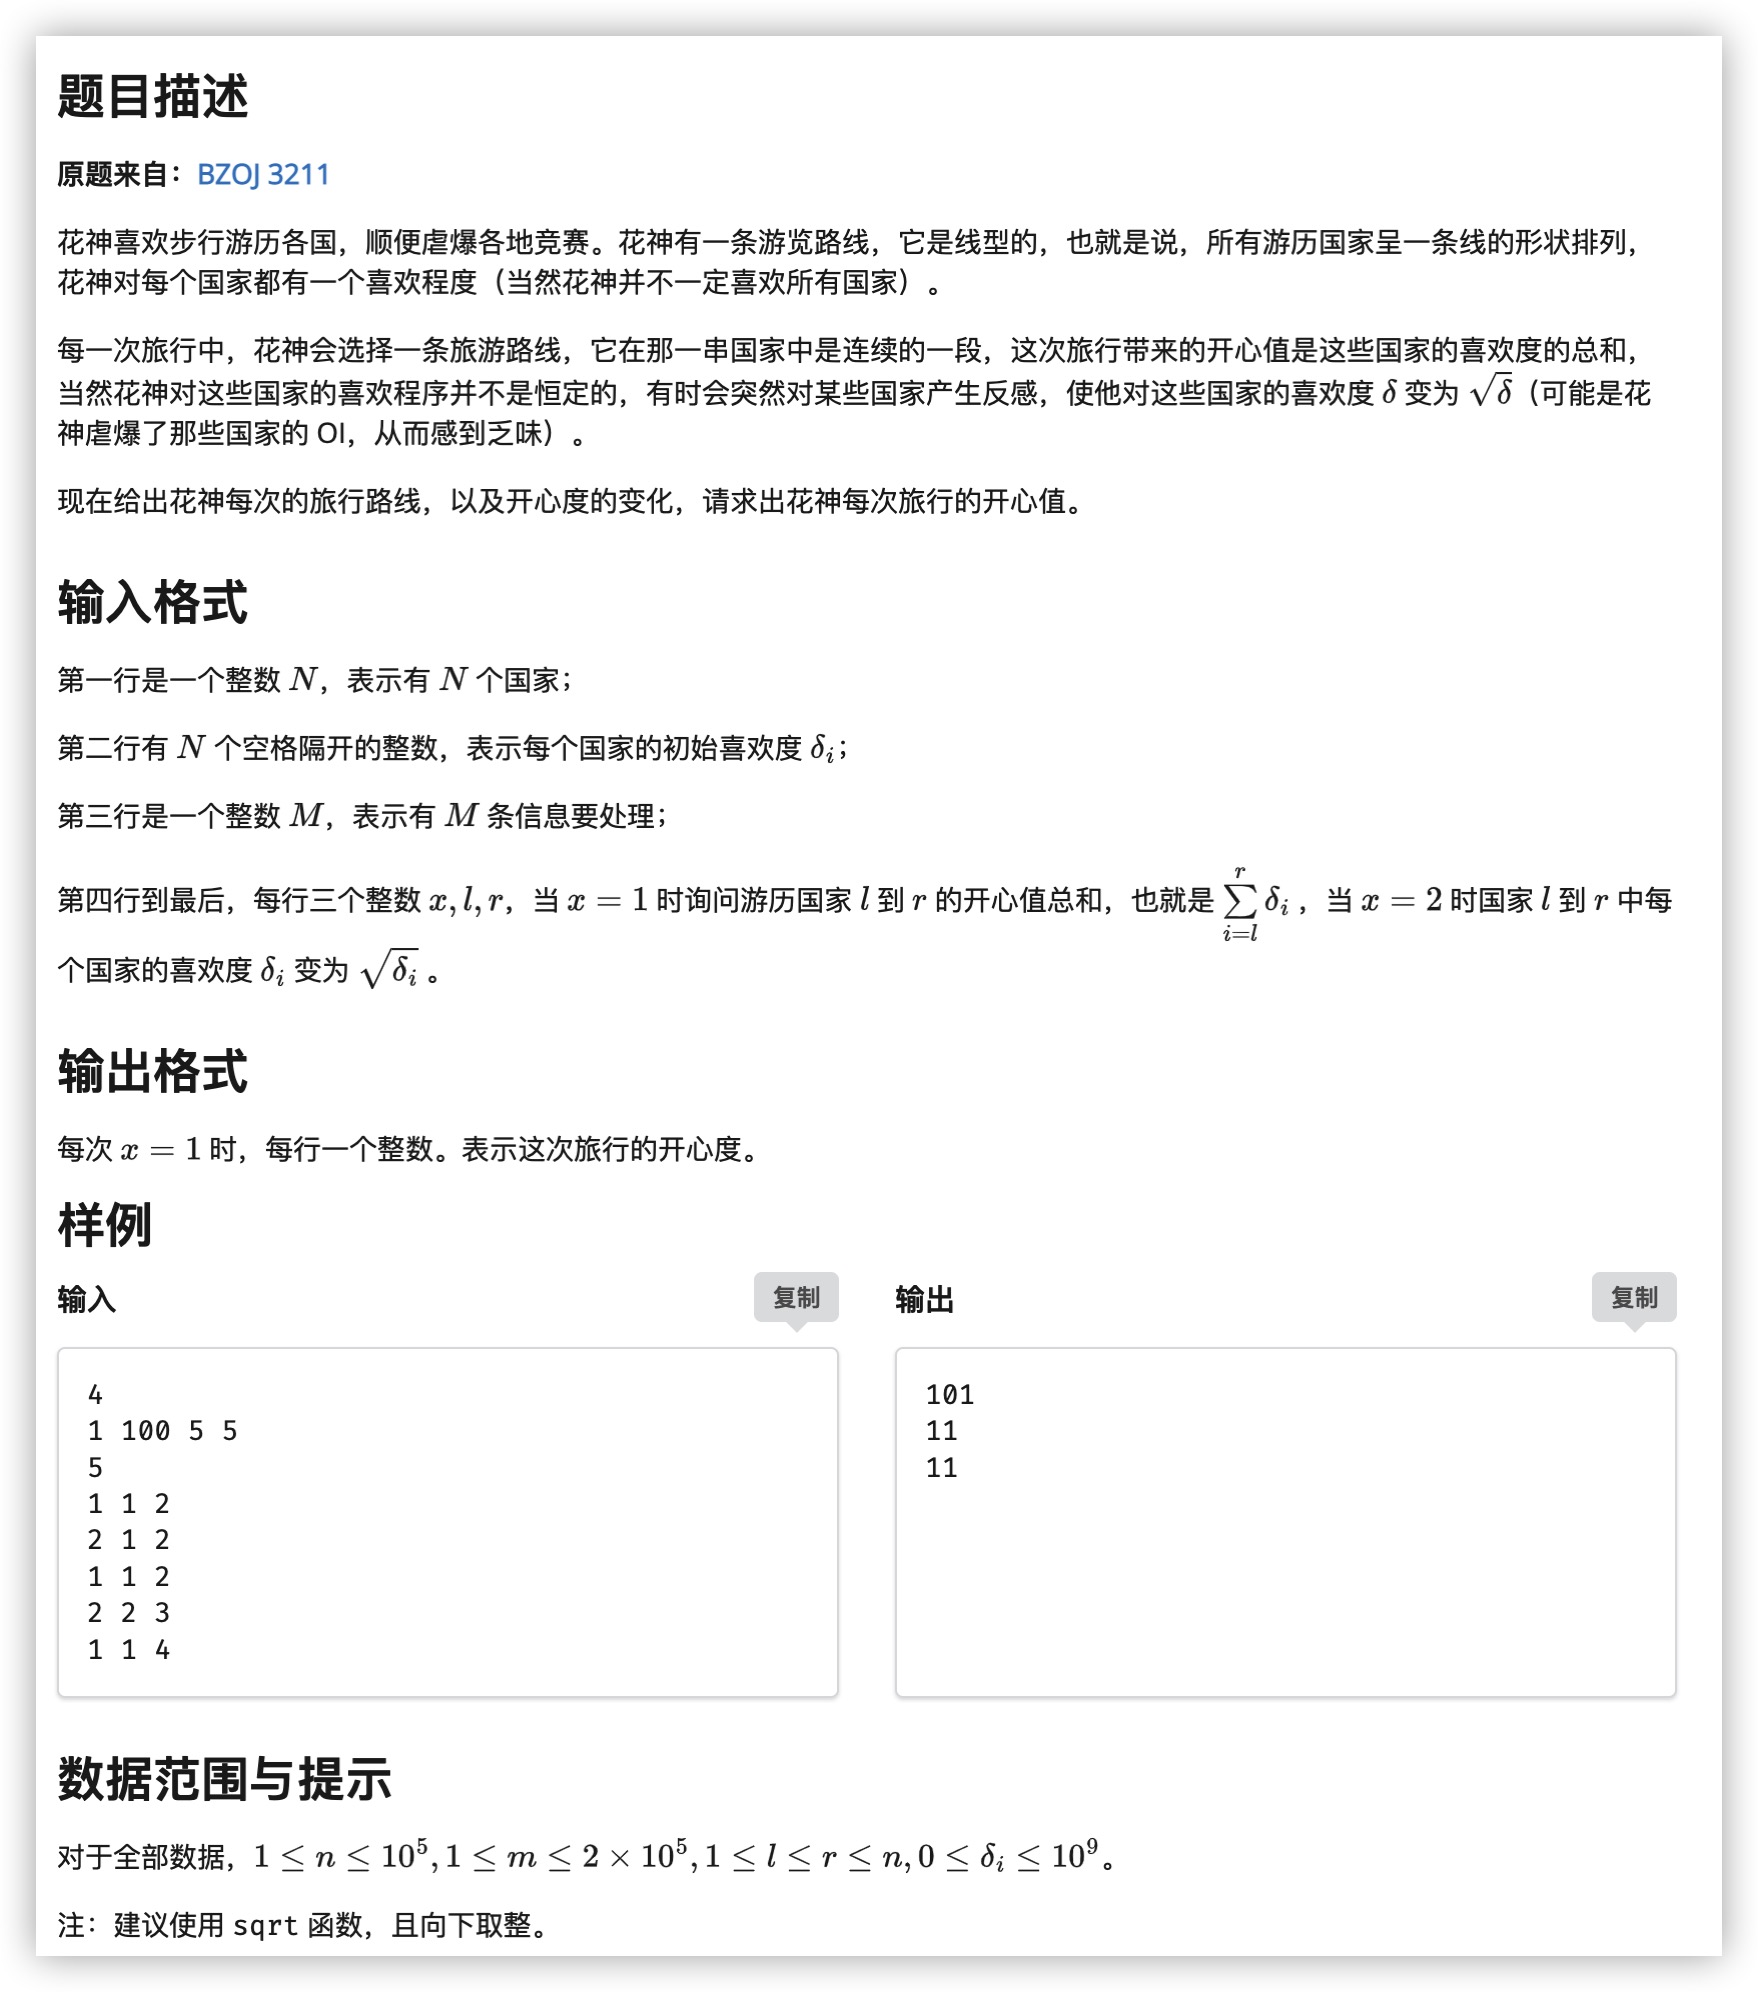 题目描述
原题来自：BZOJ 3211
花神喜欢步行游历各国，顺便虐爆各地竞赛。花神有一条游览路线，它是线型的，也就是说，所有游历国家呈一条线的形状排列，
花神对每个国家都有一个喜欢程度（当然花神并不一定喜欢所有国家）。
每一次旅行中，花神会选择一条旅游路线，它在那一串国家中是连续的一段，这次旅行带来的开心值是这些国家的喜欢度的总和，
当然花神对这些国家的喜欢程序并不是恒定的，有时会突然对某些国家产生反感，使他对这些国家的喜欢度 δ 变为 √δ（可能是花
神虐爆了那些国家的 OI，从而感到乏味）。
现在给出花神每次的旅行路线，以及开心度的变化，请求出花神每次旅行的开心值。
输入格式
第一行是一个整数 N，表示有 N 个国家；
第二行有 N 个空格隔开的整数，表示每个国家的初始喜欢度 δ_i；
第三行是一个整数 M，表示有 M 条信息要处理；
第四行到最后，每行三个整数 x, l, r，当 x = 1 时询问游历国家 l 到 r 的开心值总和，也就是 \sum_{i=l}^{r} δ_i ，当 x = 2 时国家 l 到 r 中每
个国家的喜欢度 δ_i 变为 √δ_i 。
输出格式
每次 x = 1 时，每行一个整数。表示这次旅行的开心度。
样例
输入 复制
4
1 100 5 5
5
1 1 2
2 1 2
1 1 2
2 2 3
1 1 4
输出 复制
101
11
11
数据范围与提示
对于全部数据，1 ≤ n ≤ 10^5, 1 ≤ m ≤ 2 × 10^5, 1 ≤ l ≤ r ≤ n, 0 ≤ δ_i ≤ 10^9。
注：建议使用 sqrt 函数，且向下取整。